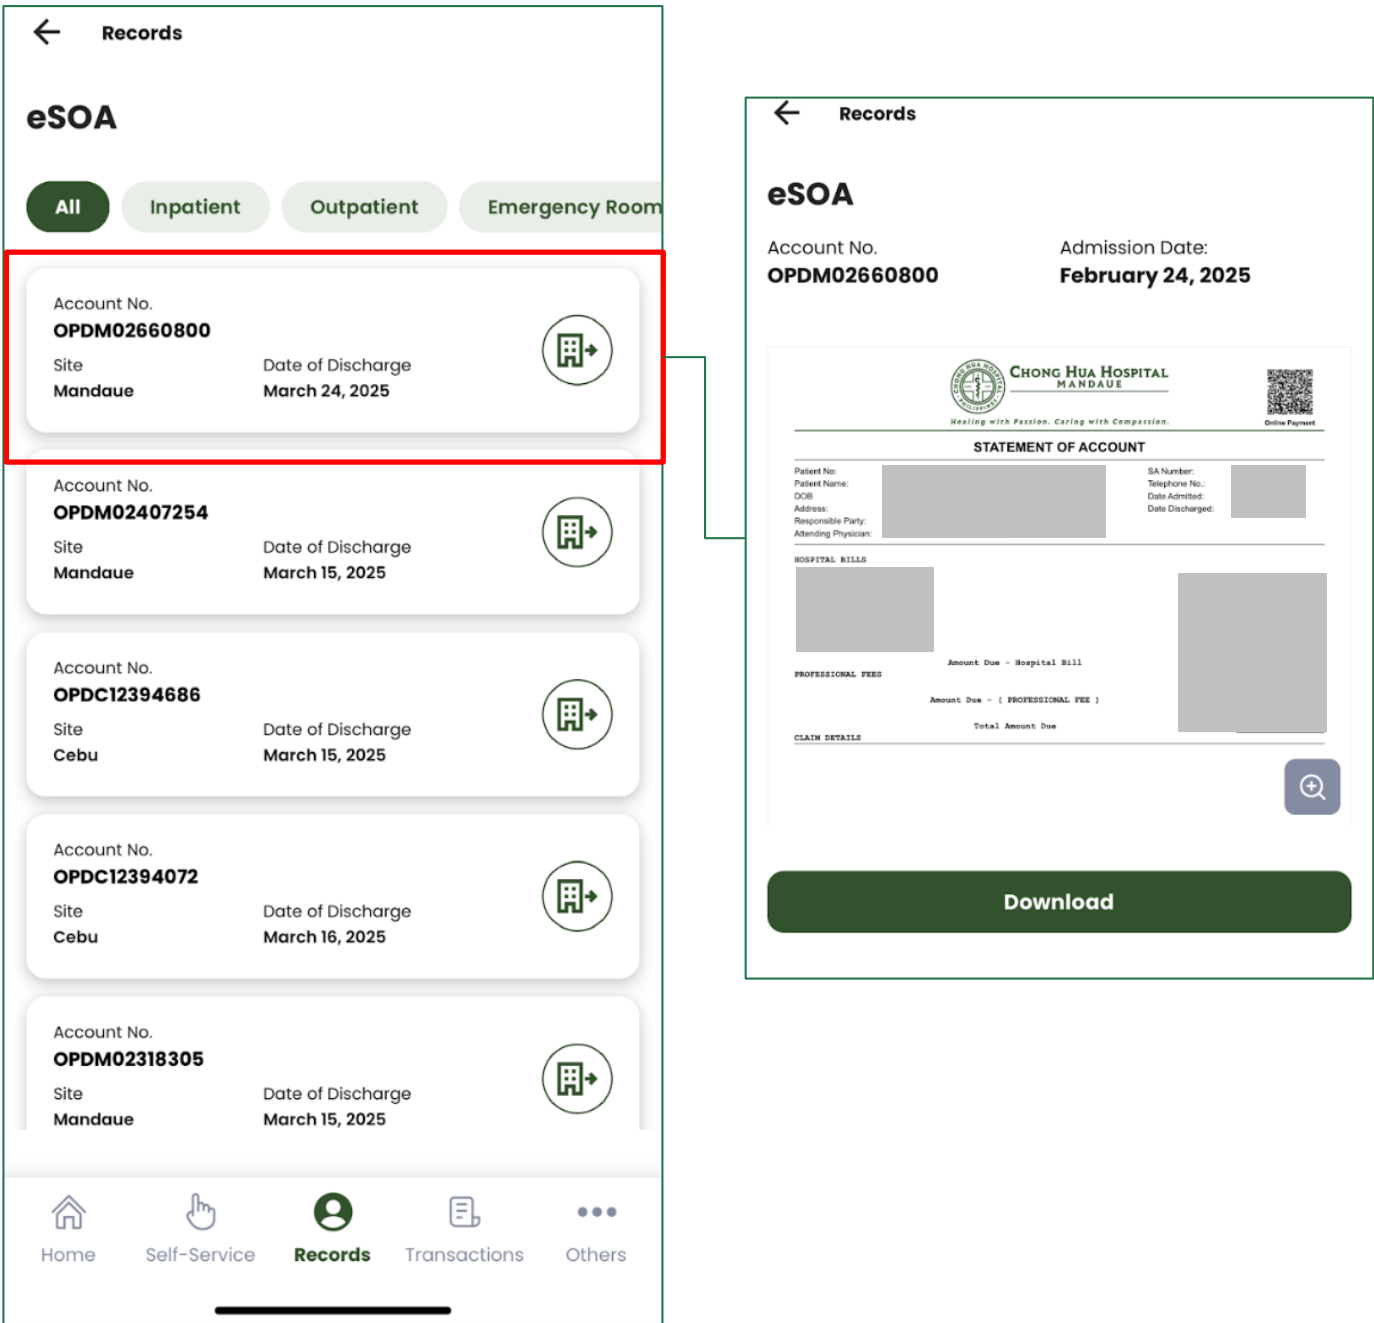 Records
eSOA
All Inpatient Outpatient Emergency Room
Account No.
OPDM02660800
Site Date of Discharge
Mandaue March 24, 2025
Account No.
OPDM02407254
Site Date of Discharge
Mandaue March 15, 2025
Account No.
OPDC12394686
Site Date of Discharge
Cebu March 15, 2025
Account No.
OPDC12394072
Site Date of Discharge
Cebu March 16, 2025
Account No.
OPDM02318305
Site Date of Discharge
Mandaue March 15, 2025
Home Self-Service Records Transactions Others
Records
eSOA
Account No. Admission Date:
OPDM02660800 February 24, 2025
CHONG HUA HOSPITAL
MANDAUE
CHONG HUA HOSPITAL
PHILIPPINES
Healing with Passion. Caring with Compassion.
Online Payment
STATEMENT OF ACCOUNT
Patient No: SA Number:
Patient Name: Telephone No.:
DOB Date Admitted:
Address: Date Discharged:
Responsible Party:
Attending Physician:
HOSPITAL BILLS
Amount Due - Hospital Bill
PROFESSIONAL FEES
Amount Due - ( PROFESSIONAL FEE )
Total Amount Due
CLAIM DETAILS
Download